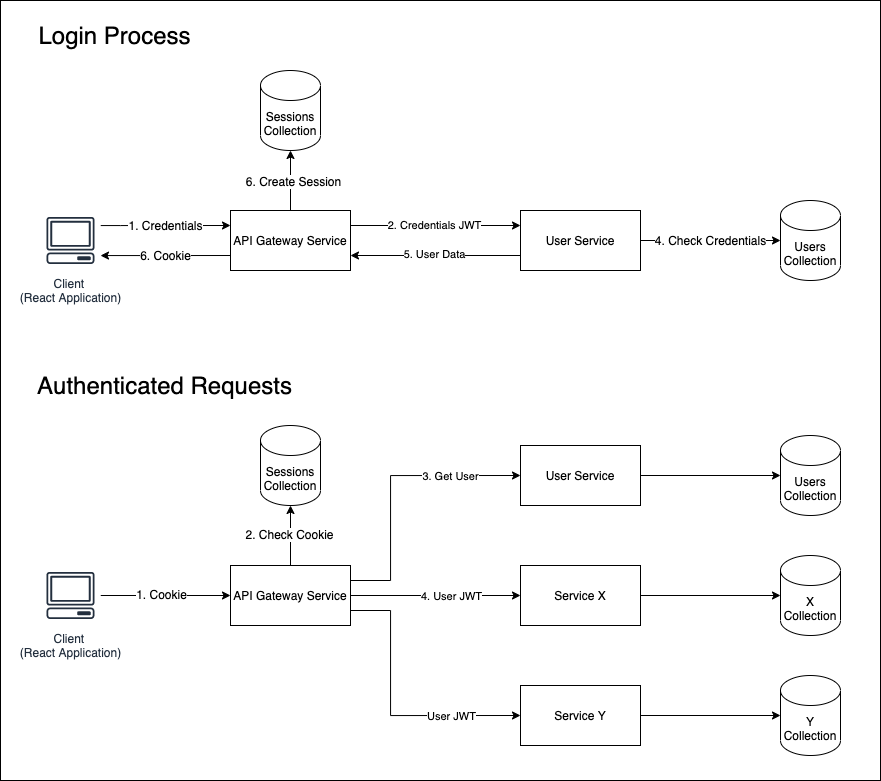 Login Process
Sessions
Collection
6. Create Session
1. Credentials
API Gateway Service
2. Credentials JWT
User Service
4. Check Credentials
Users
Collection
6. Cookie
5. User Data
Client
(React Application)
Authenticated Requests
Sessions
Collection
3. Get User
User Service
Users
Collection
2. Check Cookie
1. Cookie
API Gateway Service
4. User JWT
Service X
X
Collection
Client
(React Application)
User JWT
Service Y
Y
Collection